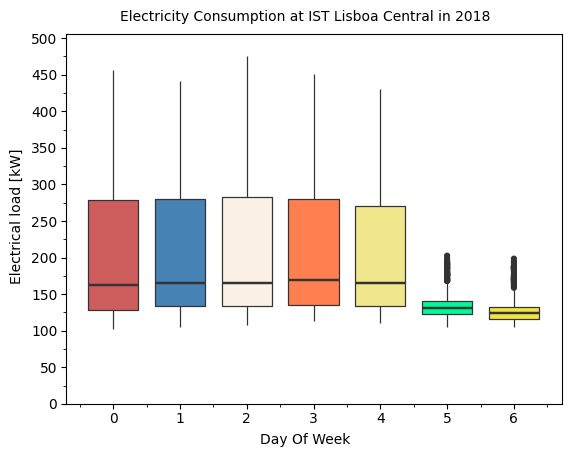 Electricity Consumption at IST Lisboa Central in 2018
500
450
400
350
300
250
200
150
100
50
0
Electrical load [kW]
0 1 2 3 4 5 6
Day Of Week